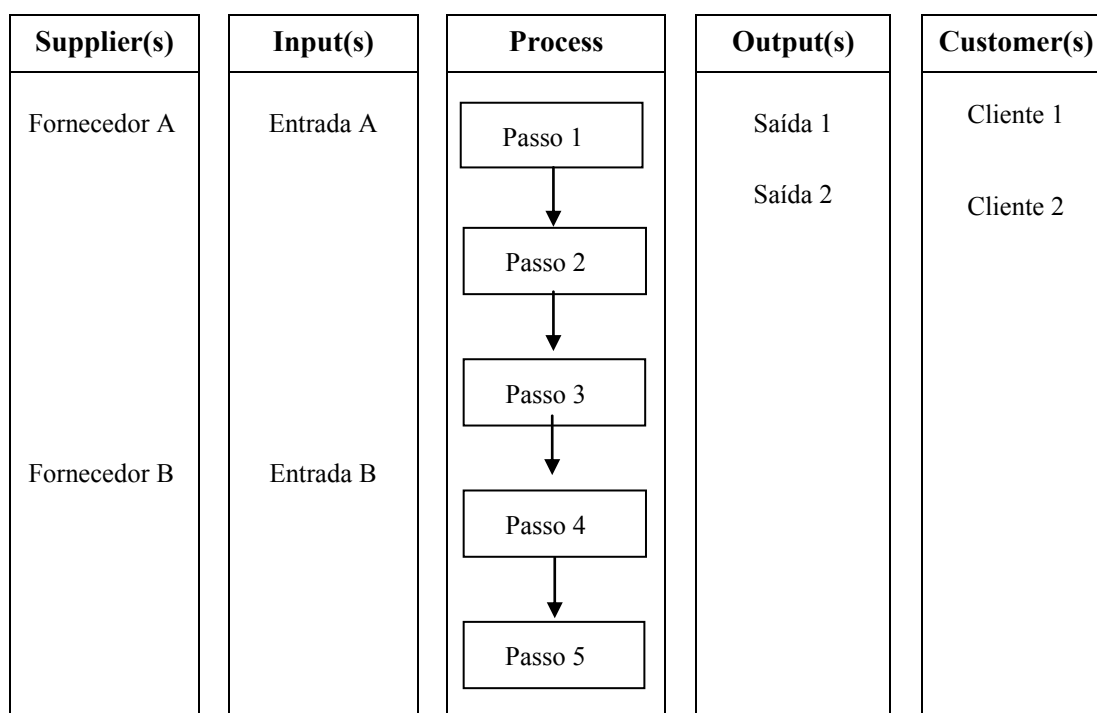 Supplier(s)
Input(s)
Process
Output(s)
Customer(s)
Fornecedor A
Entrada A
Passo 1
Saída 1
Cliente 1
Saída 2
Cliente 2
Passo 2
Passo 3
Fornecedor B
Entrada B
Passo 4
Passo 5